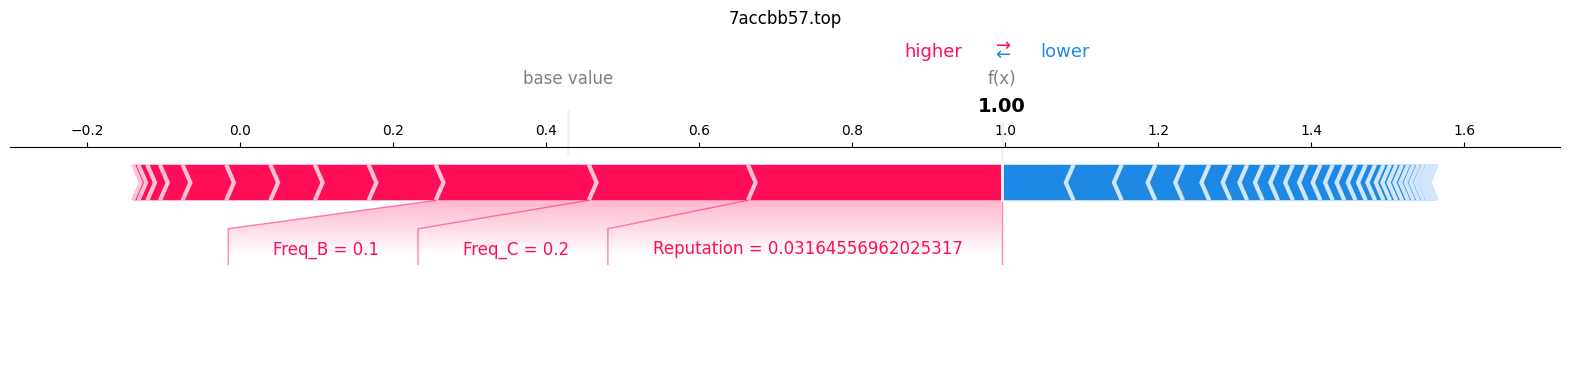 7accbb57.top
higher ⇄ lower
base value f(x)
1.00
−0.2 0.0 0.2 0.4 0.6 0.8 1.0 1.2 1.4 1.6
Freq_B = 0.1 Freq_C = 0.2 Reputation = 0.03164556962025317